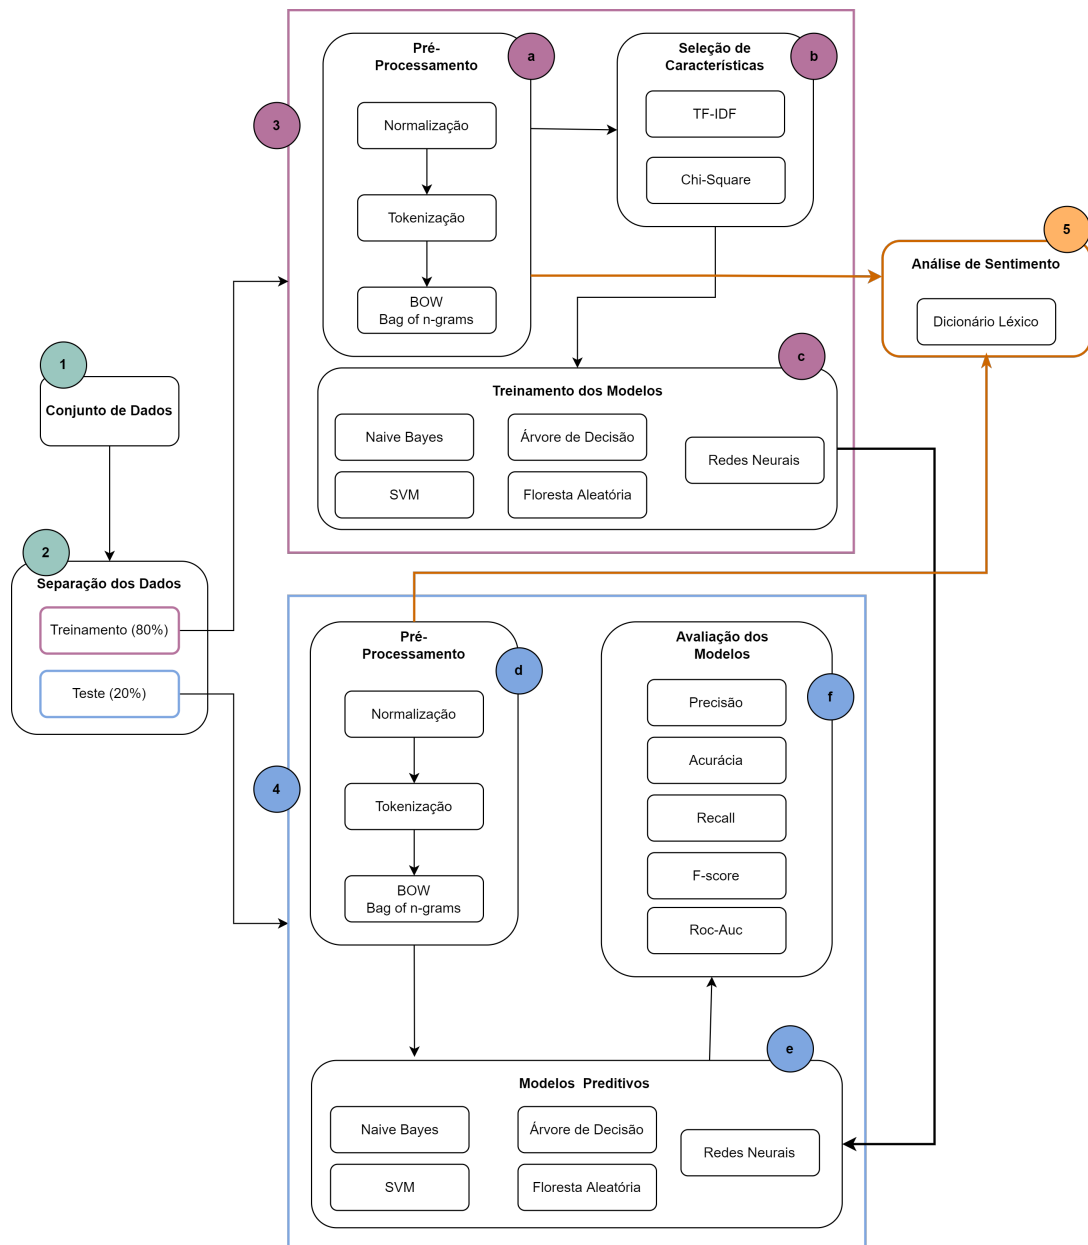 1
Conjunto de Dados
2
Separação dos Dados
Treinamento (80%)
Teste (20%)
3
a
Pré-
Processamento
Normalização
Tokenização
BOW
Bag of n-grams
b
Seleção de
Características
TF-IDF
Chi-Square
c
Treinamento dos Modelos
Naive Bayes
Árvore de Decisão
Redes Neurais
SVM
Floresta Aleatória
5
Análise de Sentimento
Dicionário Léxico
4
d
Pré-
Processamento
Normalização
Tokenização
BOW
Bag of n-grams
e
Modelos Preditivos
Naive Bayes
Árvore de Decisão
Redes Neurais
SVM
Floresta Aleatória
f
Avaliação dos
Modelos
Precisão
Acurácia
Recall
F-score
Roc-Auc